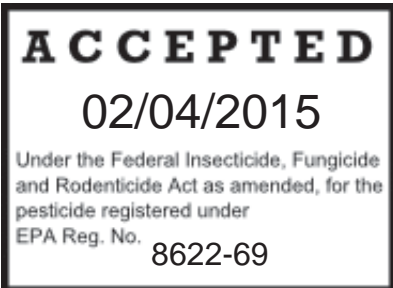 ACCEPTED
02/04/2015
Under the Federal Insecticide, Fungicide
and Rodenticide Act as amended, for the
pesticide registered under
EPA Reg. No. 8622-69